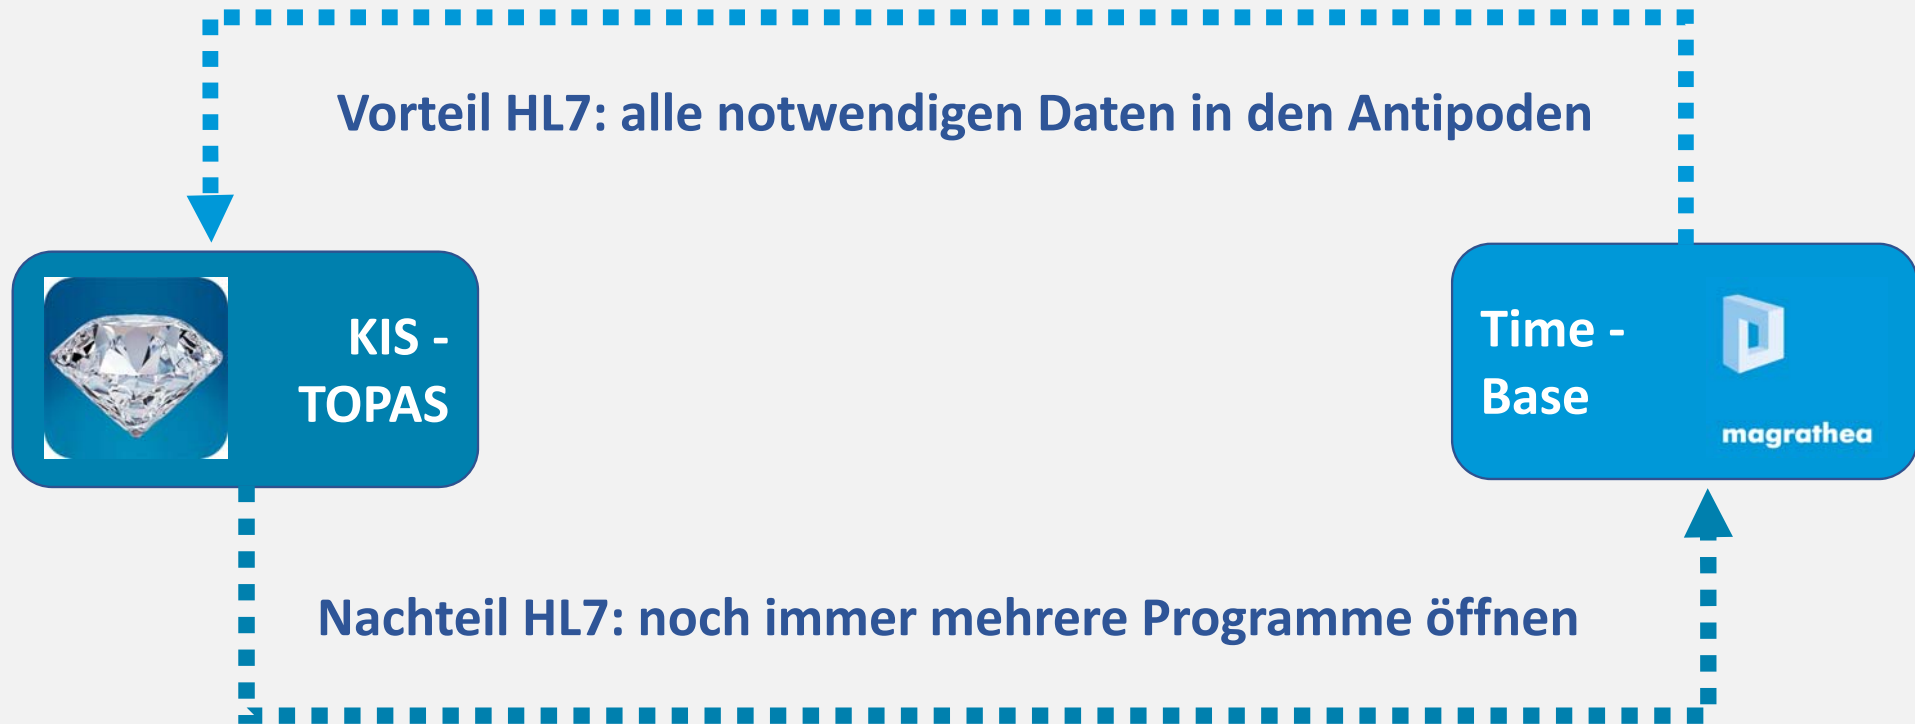 Vorteil HL7: alle notwendigen Daten in den Antipoden
KIS -
TOPAS
Time -
Base
magrathea
Nachteil HL7: noch immer mehrere Programme öffnen